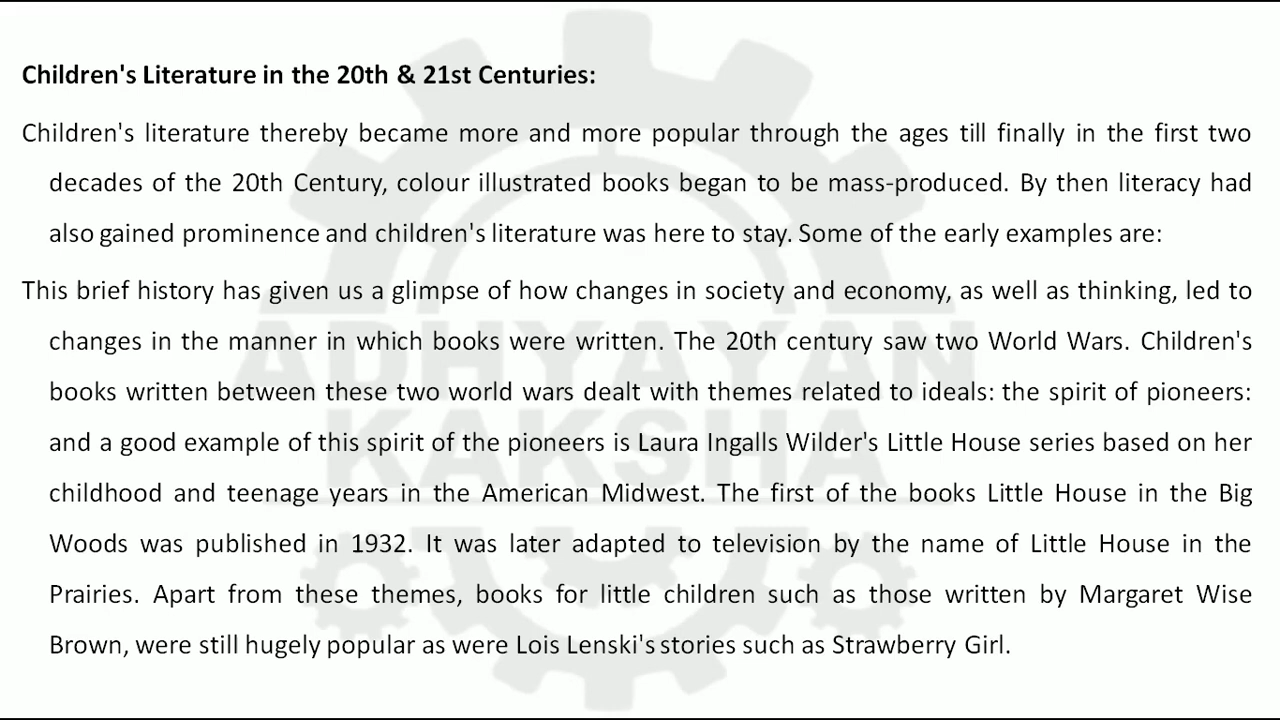 Children's Literature in the 20th & 21st Centuries:
Children's literature thereby became more and more popular through the ages till finally in the first two
decades of the 20th Century, colour illustrated books began to be mass-produced. By then literacy had
also gained prominence and children's literature was here to stay. Some of the early examples are:
This brief history has given us a glimpse of how changes in society and economy, as well as thinking, led to
changes in the manner in which books were written. The 20th century saw two World Wars. Children's
books written between these two world wars dealt with themes related to ideals: the spirit of pioneers:
and a good example of this spirit of the pioneers is Laura Ingalls Wilder's Little House series based on her
childhood and teenage years in the American Midwest. The first of the books Little House in the Big
Woods was published in 1932. It was later adapted to television by the name of Little House in the
Prairies. Apart from these themes, books for little children such as those written by Margaret Wise
Brown, were still hugely popular as were Lois Lenski's stories such as Strawberry Girl.
ADHYAYAN
KAKSHA